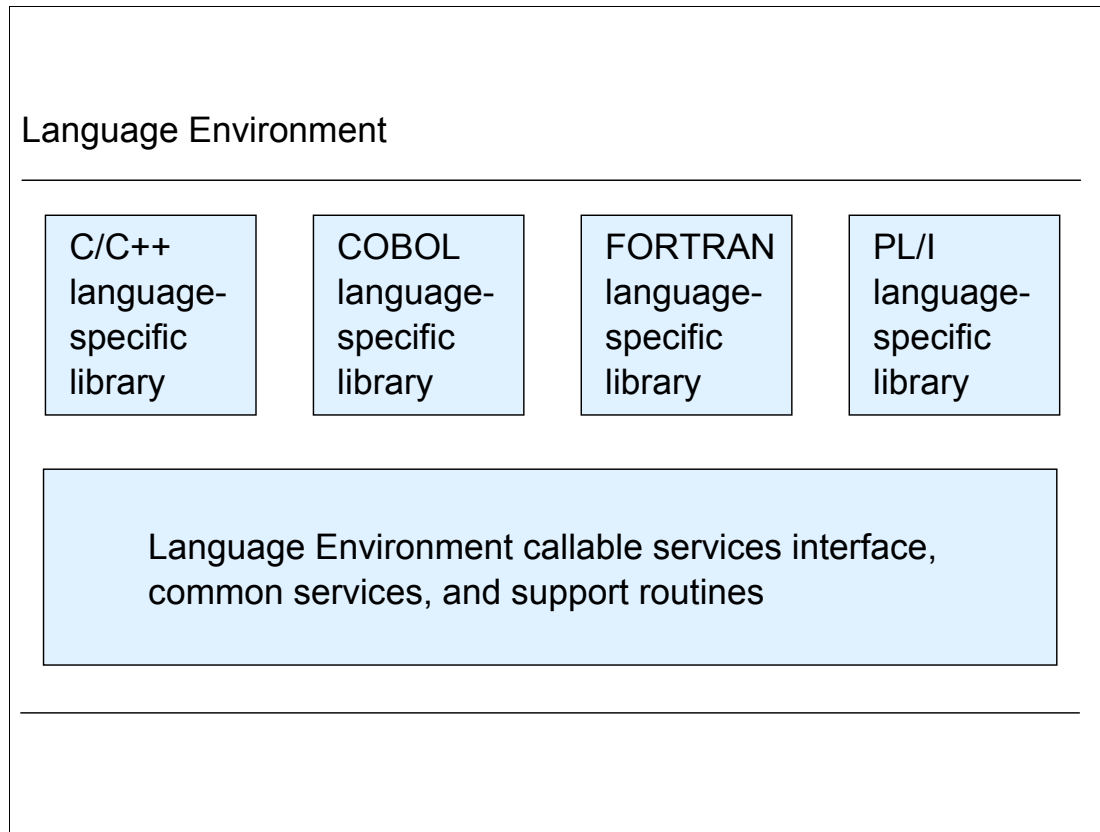 Language Environment
C/C++
language-
specific
library
COBOL
language-
specific
library
FORTRAN
language-
specific
library
PL/I
language-
specific
library
Language Environment callable services interface,
common services, and support routines